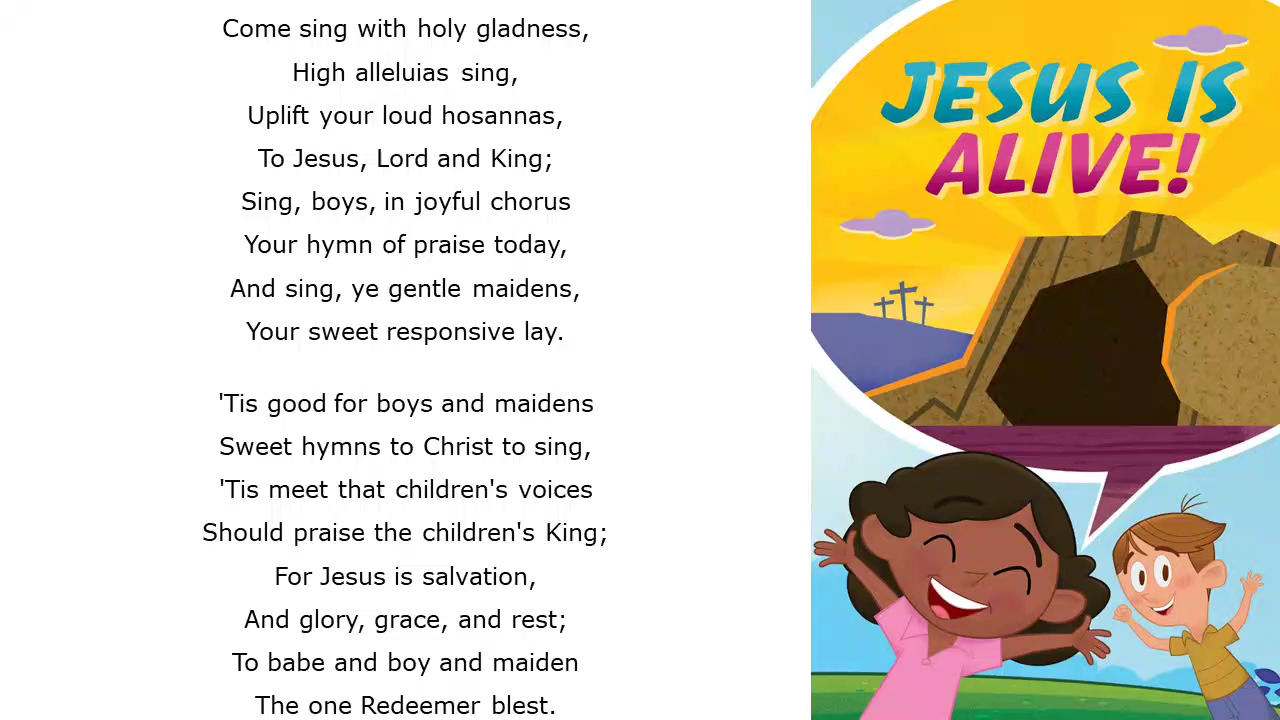 Come sing with holy gladness,
High alleluias sing,
Uplift your loud hosannas,
To Jesus, Lord and King;
Sing, boys, in joyful chorus
Your hymn of praise today,
And sing, ye gentle maidens,
Your sweet responsive lay.
'Tis good for boys and maidens
Sweet hymns to Christ to sing,
'Tis meet that children's voices
Should praise the children's King;
For Jesus is salvation,
And glory, grace, and rest;
To babe and boy and maiden
The one Redeemer blest.
JESUS IS
ALIVE!